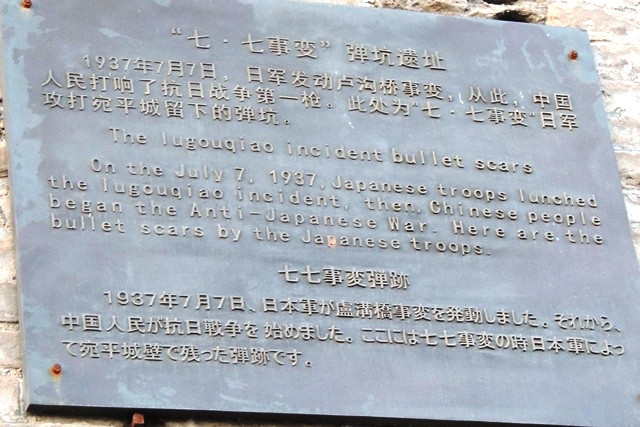 “七·七事变”弹坑遗址
1937年7月7日，日军发动卢沟桥事变，从此，中国
人民打响了抗日战争第一枪。此处为“七·七事变”日军
攻打宛平城留下的弹坑。
The lugouqiao incident bullet scars
On the July 7, 1937, Japanese troops lunched
the lugouqiao incident, then, Chinese people
began the Anti-Japanese War. Here are the
bullet scars by the Japanese troops.
七七事変弾跡
1937年7月7日、日本軍が盧溝橋事変を発動しました。それから、
中国人民が抗日戦争を始めました。ここには七七事変の時日本軍によっ
て宛平城壁で残った弾跡です。